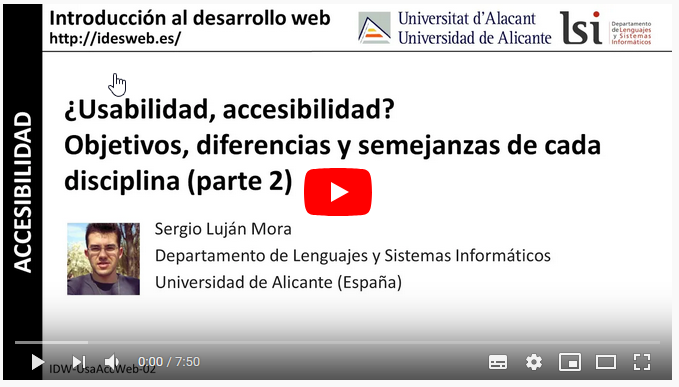 Introducción al desarrollo web
http://idesweb.es/
Universitat d'Alacant
Universidad de Alicante
lsi
Departamento
de Lenguajes
y Sistemas
Informáticos
ACCESIBILIDAD
¿Usabilidad, accesibilidad?
Objetivos, diferencias y semejanzas de cada
disciplina (parte 2)
Sergio Luján Mora
Departamento de Lenguajes y Sistemas Informáticos
Universidad de Alicante (España)
0:00 / 7:50
IDW-UsaAccWeb-02